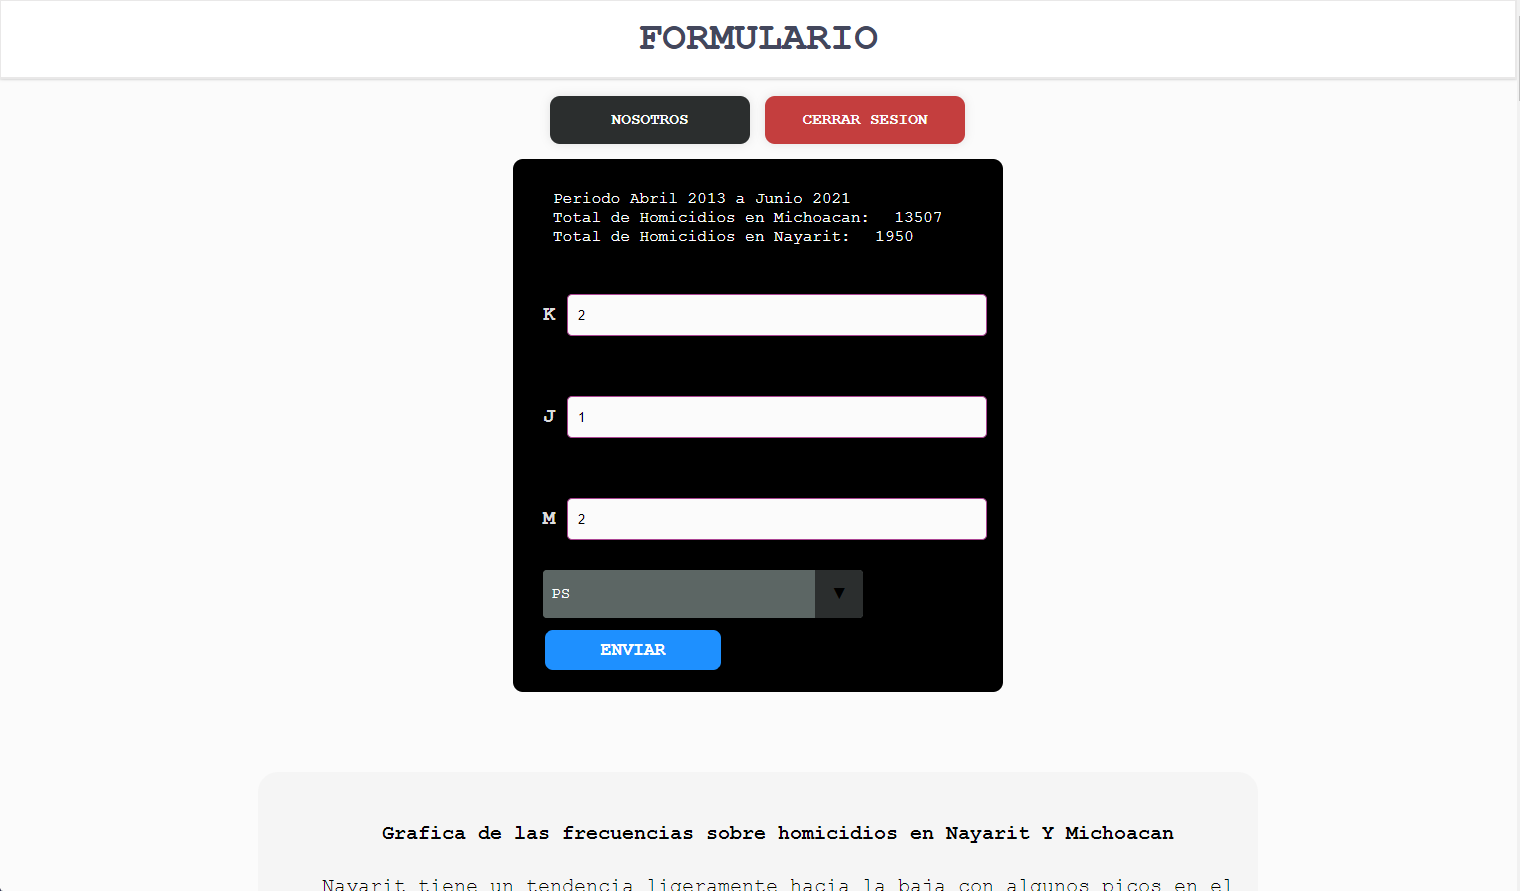 FORMULARIO
NOSOTROS
CERRAR SESION
Periodo Abril 2013 a Junio 2021
Total de Homicidios en Michoacan: 13507
Total de Homicidios en Nayarit: 1950
K 2
J 1
M 2
PS ▼
ENVIAR
Grafica de las frecuencias sobre homicidios en Nayarit Y Michoacan
Nayarit tiene un tendencia ligeramente hacia la baja con algunos picos en el